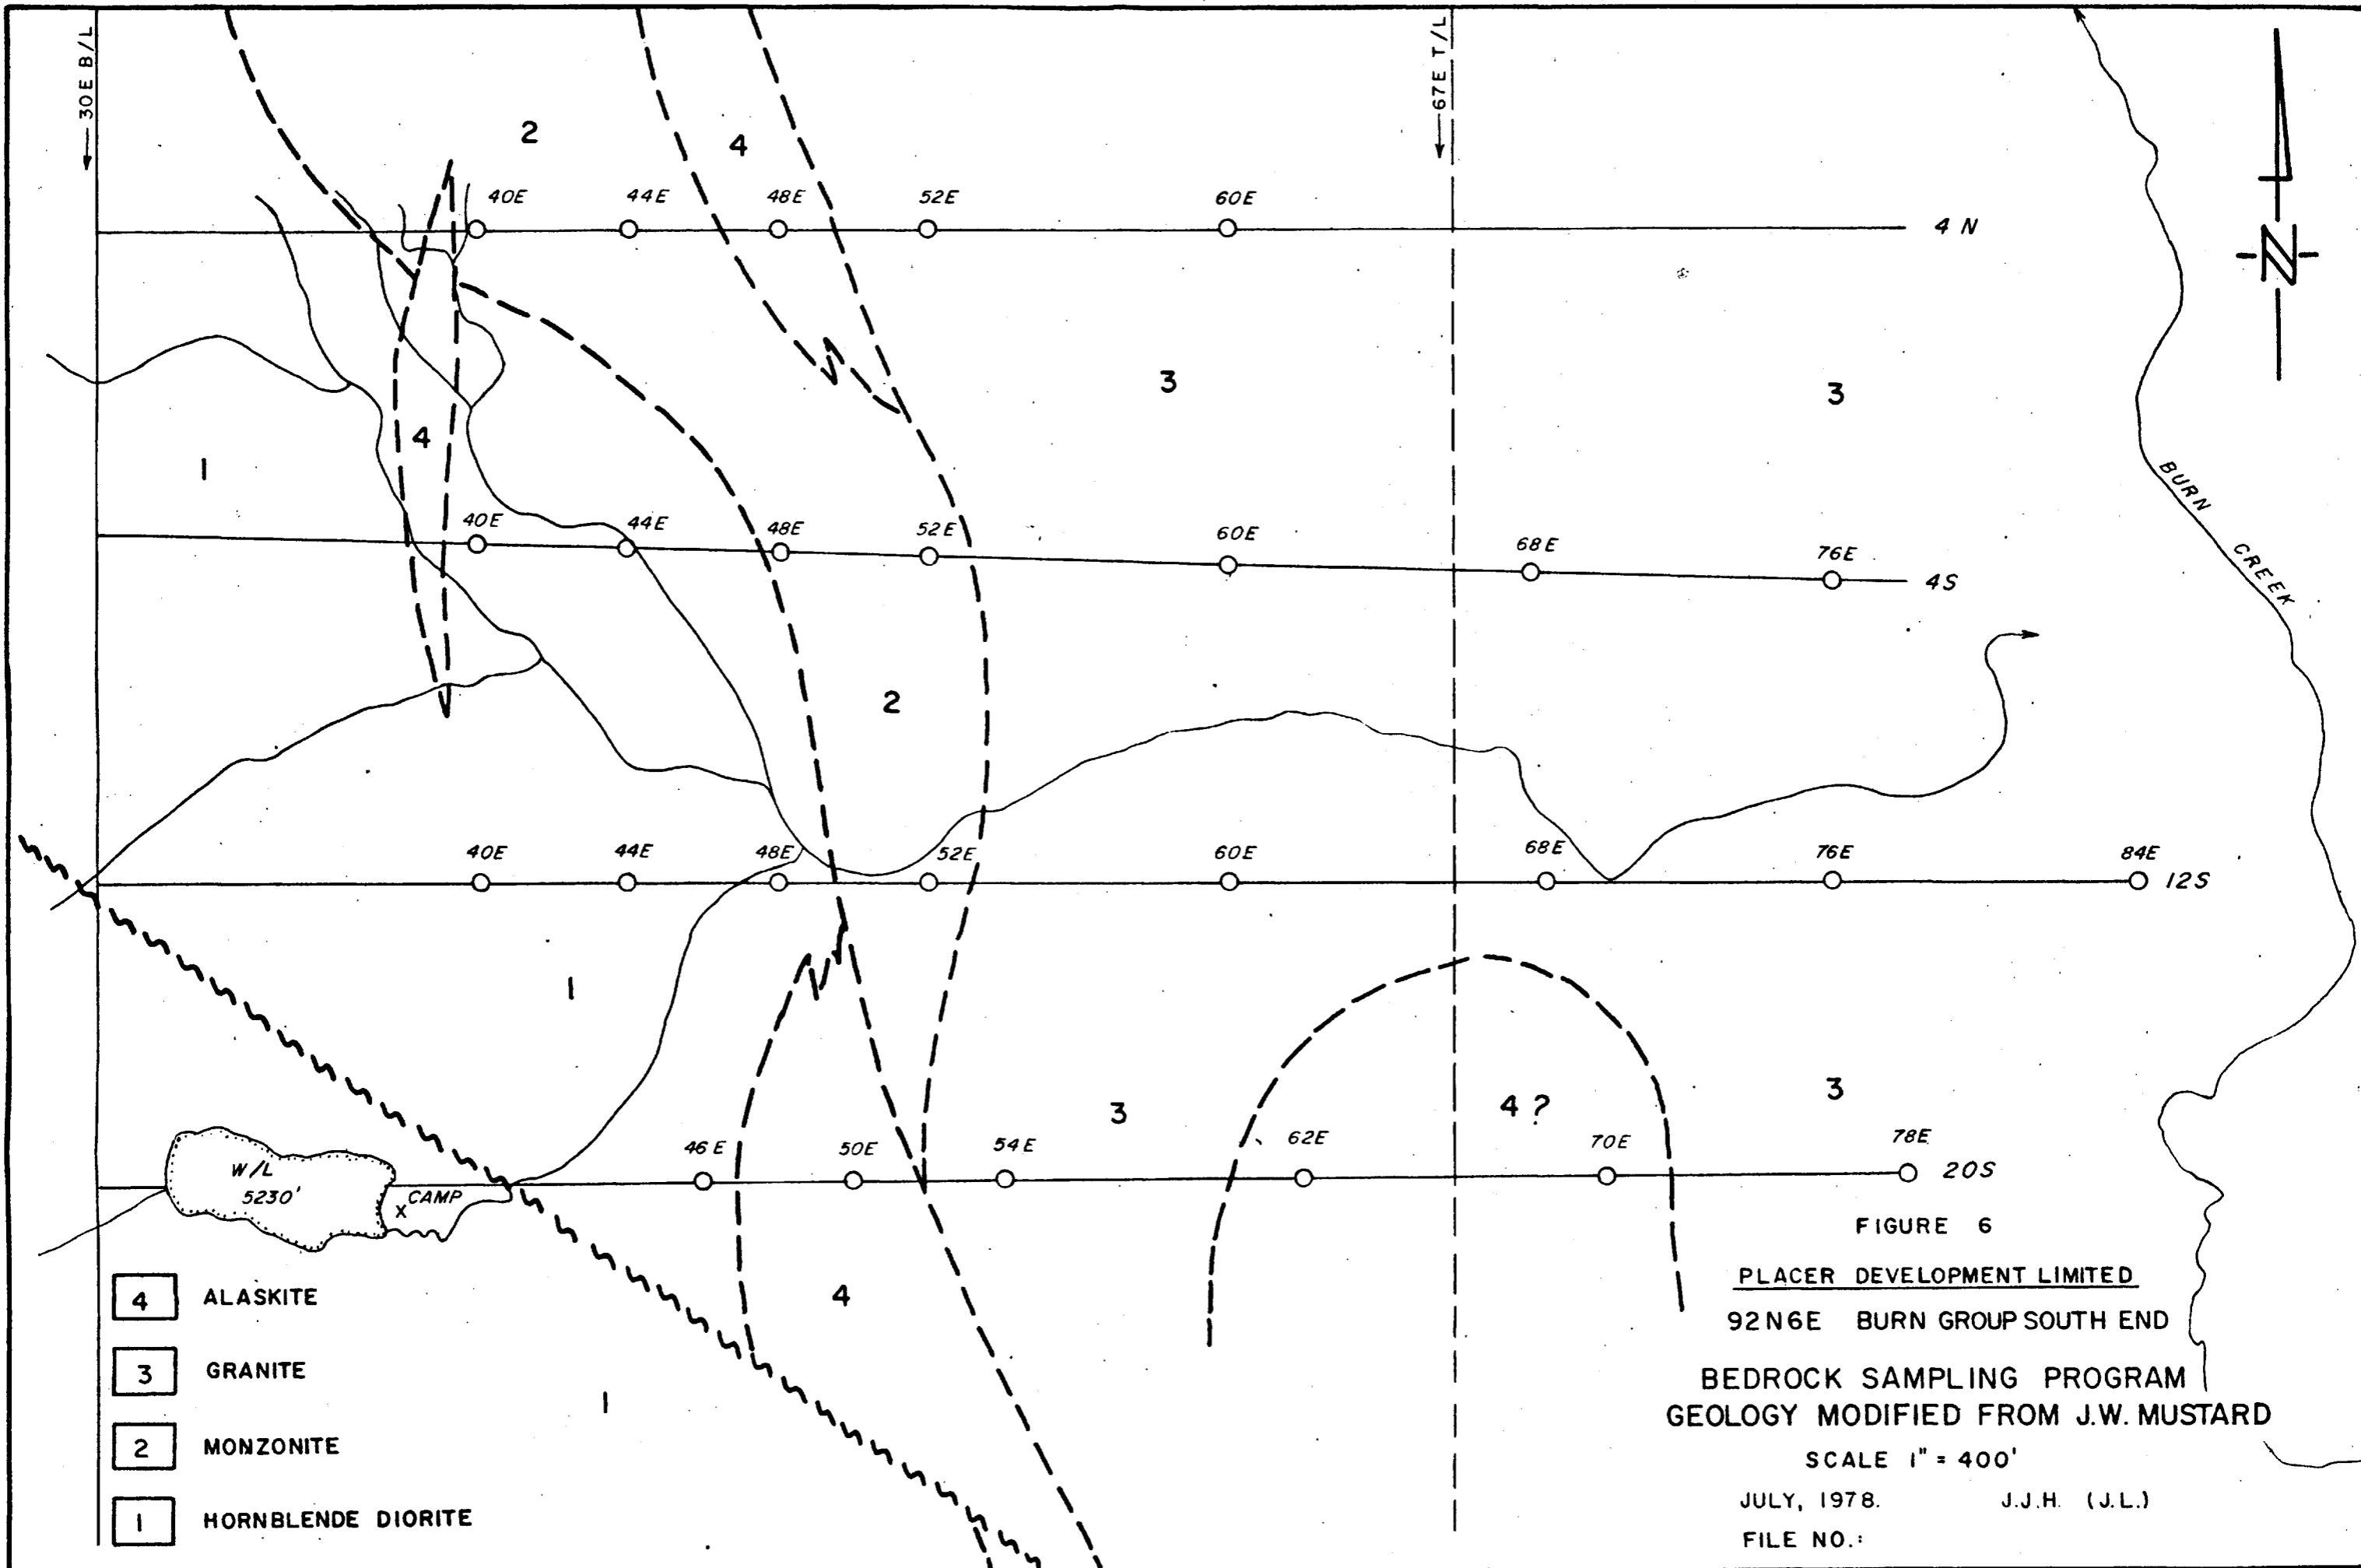 30E B/L
67E T/L
2
4
40E 44E 48E 52E 60E
4 N
3
3
4
1
40E 44E 48E 52E 60E 68E 76E
4S
BURN CREEK
2
40E 44E 48E 52E 60E 68E 76E 84E
12S
1
3
4?
3
46E 50E 54E 62E 70E 78E
20S
W/L
5230'
X CAMP
N
4
1
4 ALASKITE
3 GRANITE
2 MONZONITE
1 HORNBLENDE DIORITE
FIGURE 6
PLACER DEVELOPMENT LIMITED
92N6E BURN GROUP SOUTH END
BEDROCK SAMPLING PROGRAM
GEOLOGY MODIFIED FROM J.W. MUSTARD
SCALE 1" = 400'
JULY, 1978. J.J.H. (J.L.)
FILE NO.: